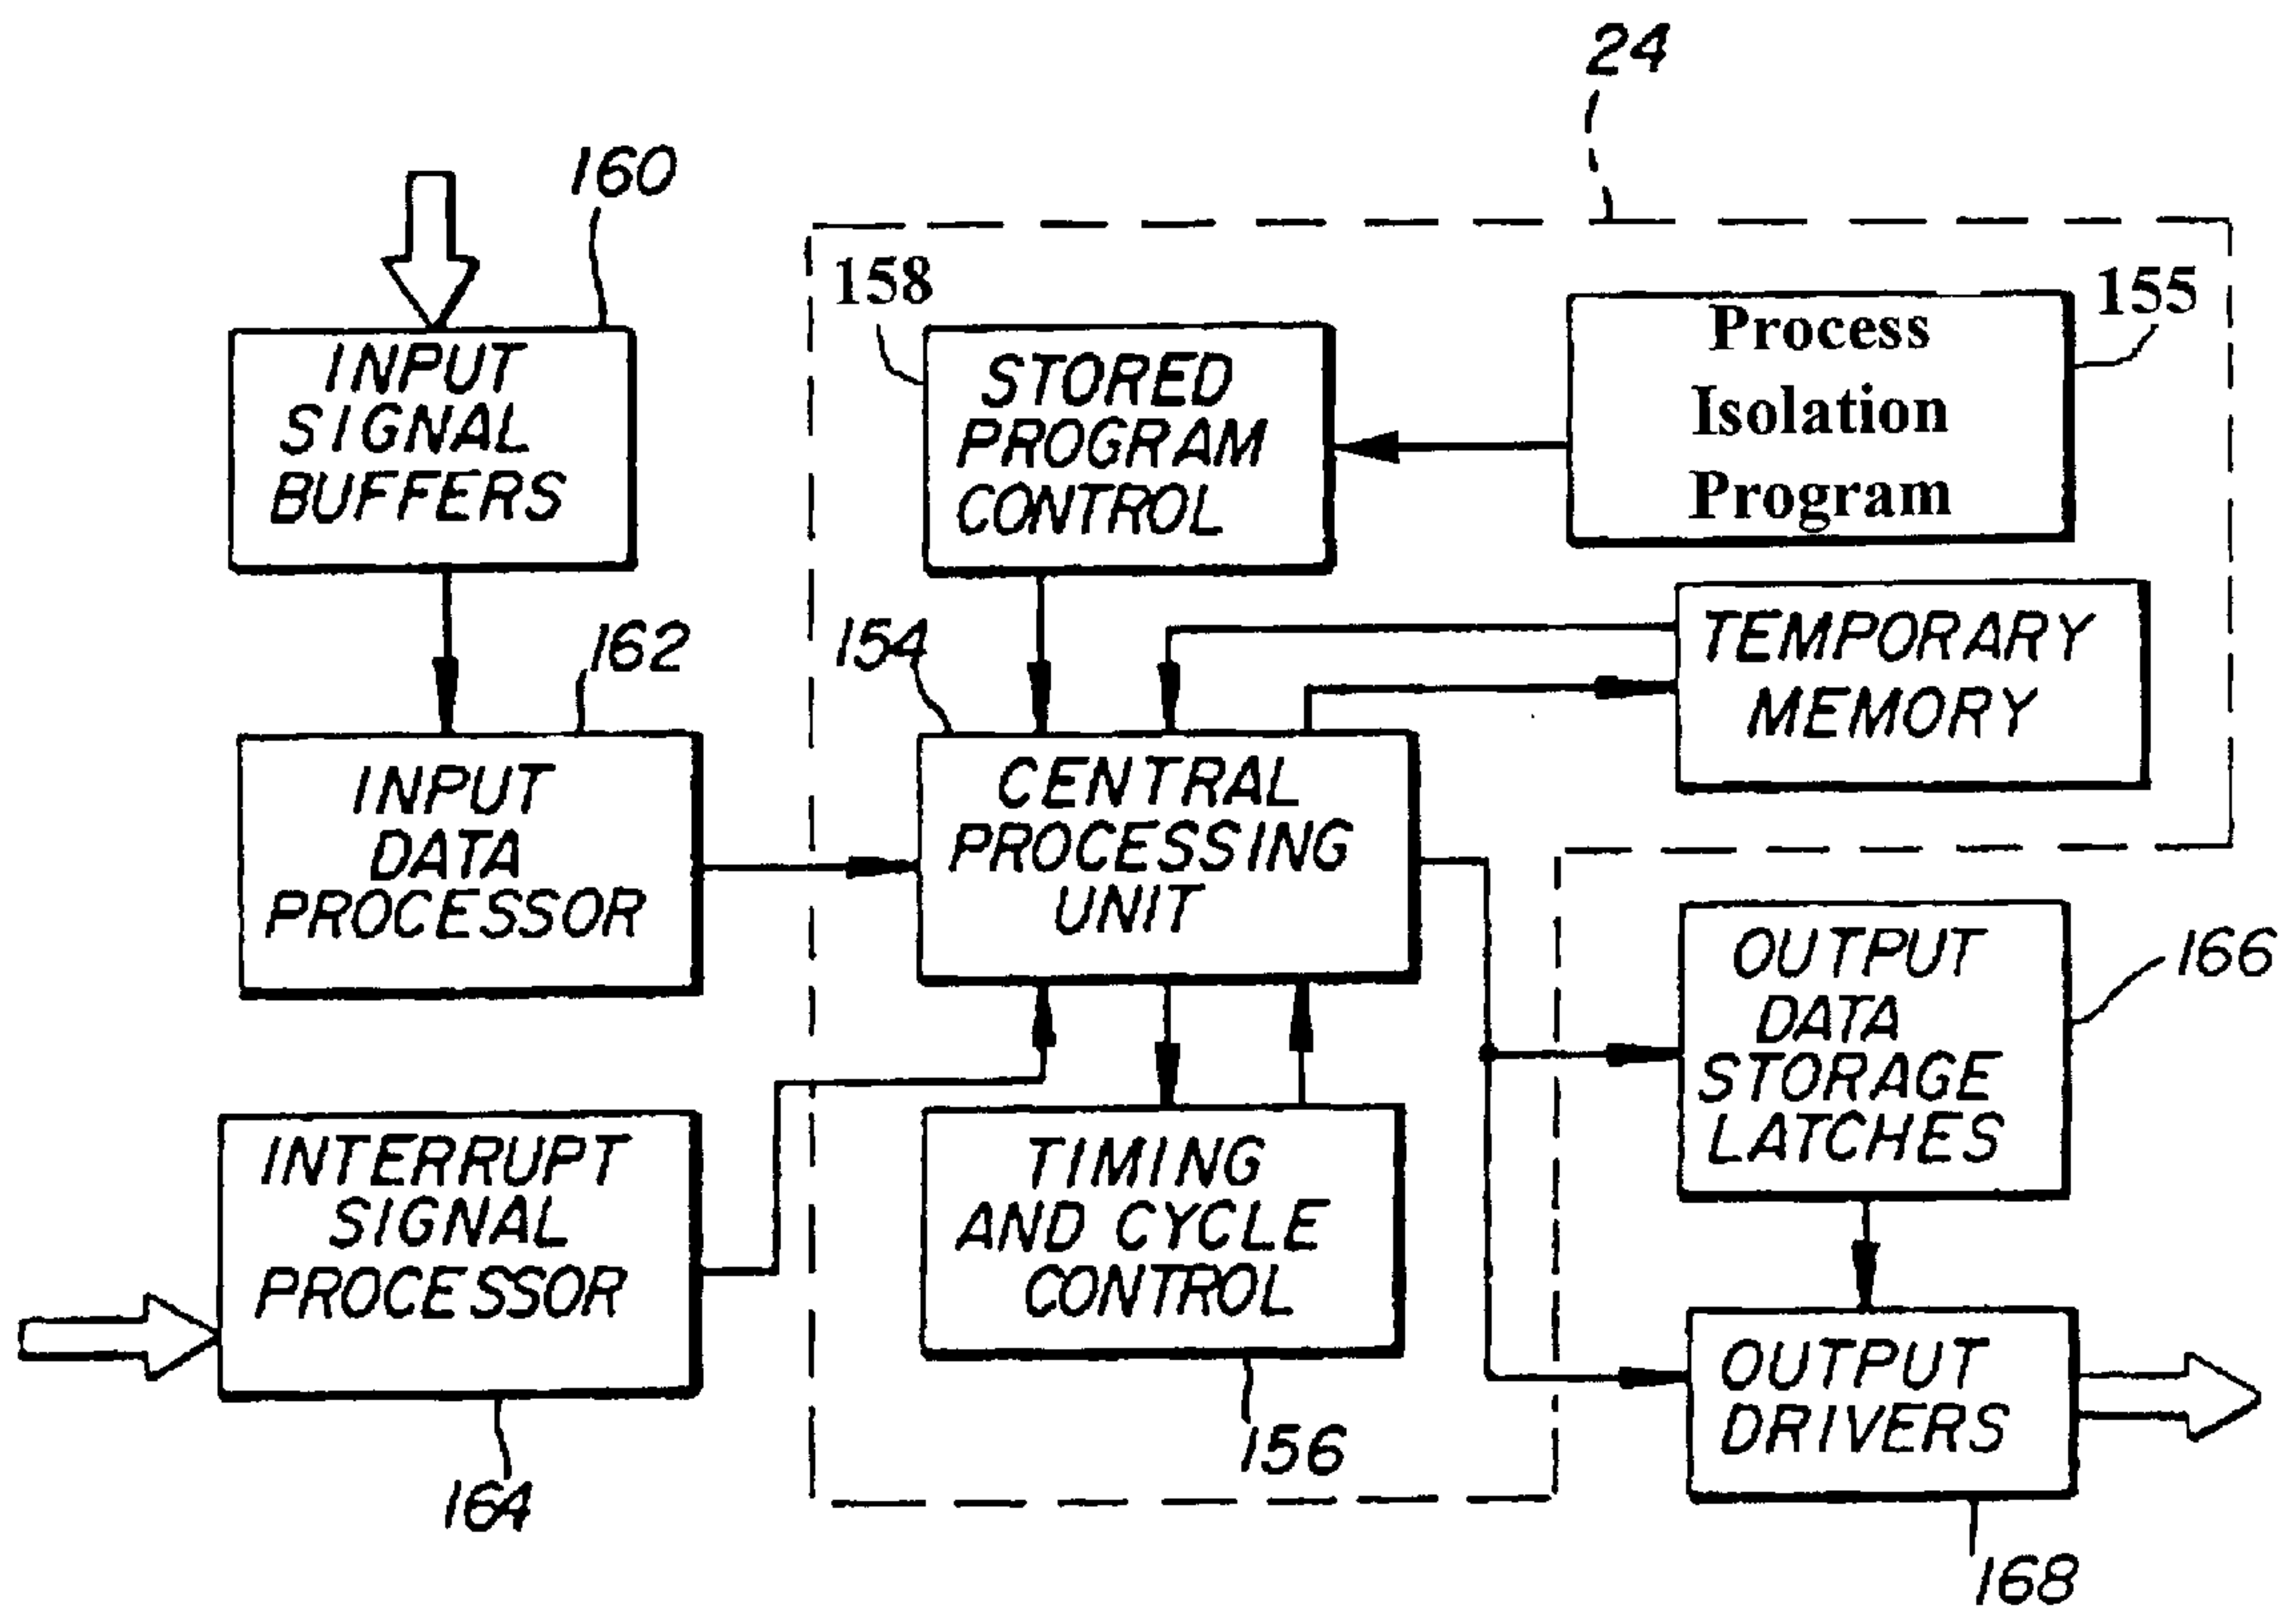 24
160
158
155
INPUT
SIGNAL
BUFFERS
STORED
PROGRAM
CONTROL
Process
Isolation
Program
162
154
TEMPORARY
MEMORY
INPUT
DATA
PROCESSOR
CENTRAL
PROCESSING
UNIT
OUTPUT
DATA
STORAGE
LATCHES
166
INTERRUPT
SIGNAL
PROCESSOR
TIMING
AND CYCLE
CONTROL
OUTPUT
DRIVERS
164
156
168